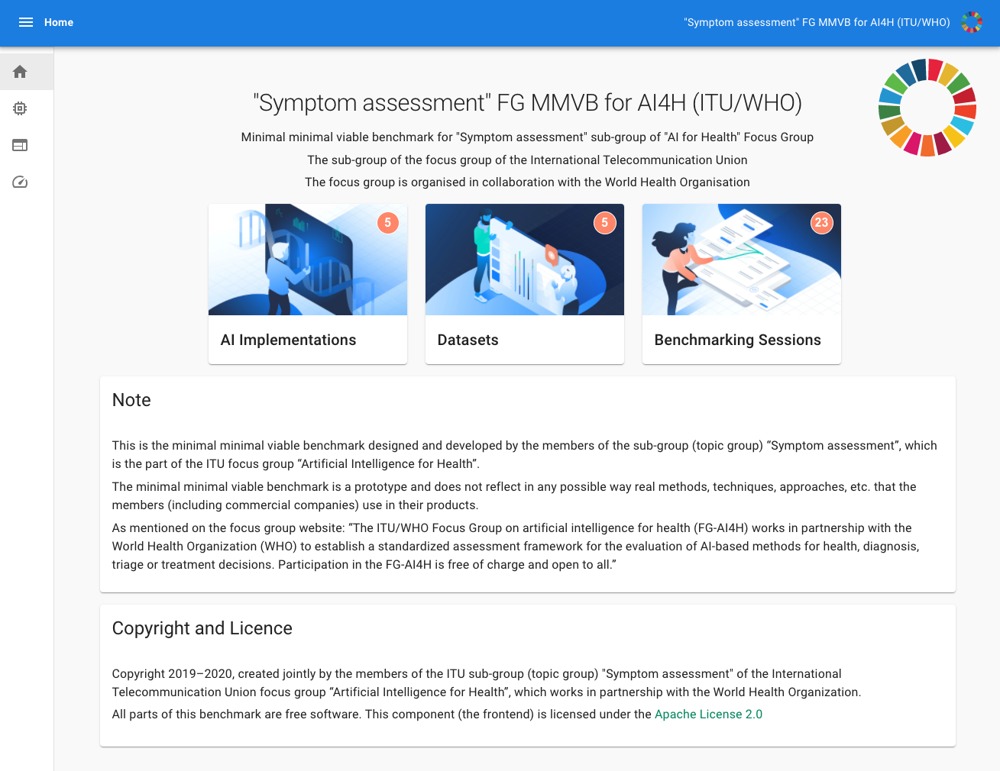 Home
"Symptom assessment" FG MMVB for AI4H (ITU/WHO)
"Symptom assessment" FG MMVB for AI4H (ITU/WHO)
Minimal minimal viable benchmark for "Symptom assessment" sub-group of "AI for Health" Focus Group
The sub-group of the focus group of the International Telecommunication Union
The focus group is organised in collaboration with the World Health Organisation
5
5
23
AI Implementations
Datasets
Benchmarking Sessions
Note
This is the minimal minimal viable benchmark designed and developed by the members of the sub-group (topic group) “Symptom assessment”, which
is the part of the ITU focus group “Artificial Intelligence for Health”.
The minimal minimal viable benchmark is a prototype and does not reflect in any possible way real methods, techniques, approaches, etc. that the
members (including commercial companies) use in their products.
As mentioned on the focus group website: “The ITU/WHO Focus Group on artificial intelligence for health (FG-AI4H) works in partnership with the
World Health Organization (WHO) to establish a standardized assessment framework for the evaluation of AI-based methods for health, diagnosis,
triage or treatment decisions. Participation in the FG-AI4H is free of charge and open to all.”
Copyright and Licence
Copyright 2019–2020, created jointly by the members of the ITU sub-group (topic group) "Symptom assessment" of the International
Telecommunication Union focus group “Artificial Intelligence for Health”, which works in partnership with the World Health Organization.
All parts of this benchmark are free software. This component (the frontend) is licensed under the Apache License 2.0